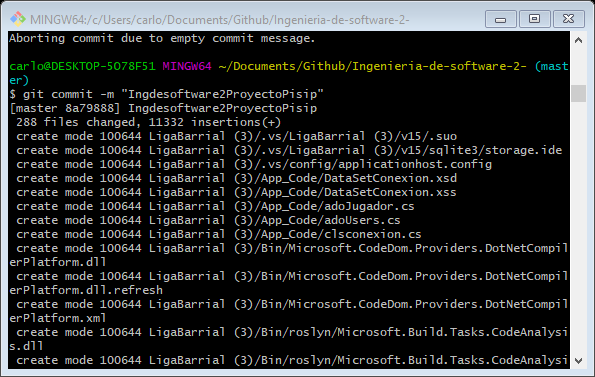 MINGW64:/c/Users/carlo/Documents/Github/Ingenieria-de-software-2-
Aborting commit due to empty commit message.
carlo@DESKTOP-5O78F51 MINGW64 ~/Documents/Github/Ingenieria-de-software-2- (mast
er)
$ git commit -m "Ingdesoftware2ProyectoPisip"
[master 8a79888] Ingdesoftware2ProyectoPisip
 288 files changed, 11332 insertions(+)
 create mode 100644 LigaBarrial (3)/.vs/LigaBarrial (3)/v15/.suo
 create mode 100644 LigaBarrial (3)/.vs/LigaBarrial (3)/v15/sqlite3/storage.ide
 create mode 100644 LigaBarrial (3)/.vs/config/applicationhost.config
 create mode 100644 LigaBarrial (3)/App_Code/DataSetConexion.xsd
 create mode 100644 LigaBarrial (3)/App_Code/DataSetConexion.xss
 create mode 100644 LigaBarrial (3)/App_Code/adoJugador.cs
 create mode 100644 LigaBarrial (3)/App_Code/adoUsers.cs
 create mode 100644 LigaBarrial (3)/App_Code/clsconexion.cs
 create mode 100644 LigaBarrial (3)/Bin/Microsoft.CodeDom.Providers.DotNetCompil
erPlatform.dll
 create mode 100644 LigaBarrial (3)/Bin/Microsoft.CodeDom.Providers.DotNetCompil
erPlatform.dll.refresh
 create mode 100644 LigaBarrial (3)/Bin/Microsoft.CodeDom.Providers.DotNetCompil
erPlatform.xml
 create mode 100644 LigaBarrial (3)/Bin/roslyn/Microsoft.Build.Tasks.CodeAnalysi
s.dll
 create mode 100644 LigaBarrial (3)/Bin/roslyn/Microsoft.CodeAnalysis